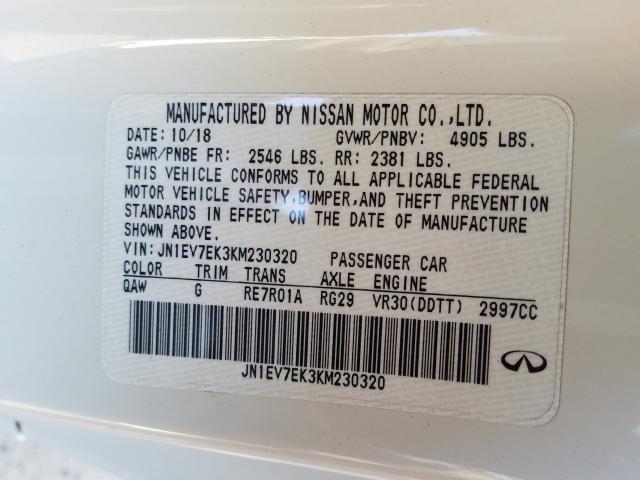 MANUFACTURED BY NISSAN MOTOR CO.,LTD.
DATE: 10/18 GVWR/PNBV: 4905 LBS.
GAWR/PNBE FR: 2546 LBS. RR: 2381 LBS.
THIS VEHICLE CONFORMS TO ALL APPLICABLE FEDERAL
MOTOR VEHICLE SAFETY,BUMPER,AND THEFT PREVENTION
STANDARDS IN EFFECT ON THE DATE OF MANUFACTURE
SHOWN ABOVE.
VIN:JN1EV7EK3KM230320 PASSENGER CAR
COLOR TRIM TRANS AXLE ENGINE
QAW G RE7R01A RG29 VR30(DDTT) 2997CC
JN1EV7EK3KM230320